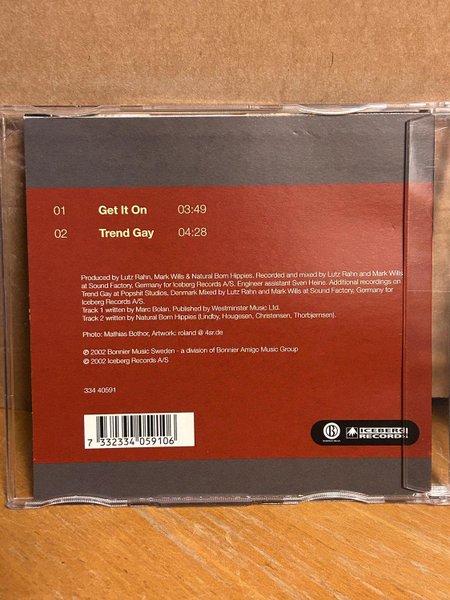 01 Get It On 03:49
02 Trend Gay 04:28
Produced by Lutz Rahn, Mark Wills & Natural Born Hippies. Recorded and mixed by Lutz Rahn and Mark Wills
at Sound Factory, Germany for Iceberg Records A/S. Engineer assistant Sven Heine. Additional recordings on
Trend Gay at Popshit Studios, Denmark Mixed by Lutz Rahn and Mark Wills at Sound Factory, Germany for
Iceberg Records A/S.
Track 1 written by Marc Bolan. Published by Westminster Music Ltd.
Track 2 written by Natural Born Hippies (Lindby, Hougesen, Christensen, Thorbjørnsen).
Photo: Mathias Bothor, Artwork: roland @ 4sr.de
℗ 2002 Bonnier Music Sweden - a division of Bonnier Amigo Music Group
© 2002 Iceberg Records A/S
334 40591
7 332334 059106
B
BONNIER MUSIC
ICEBERG
RECORDS